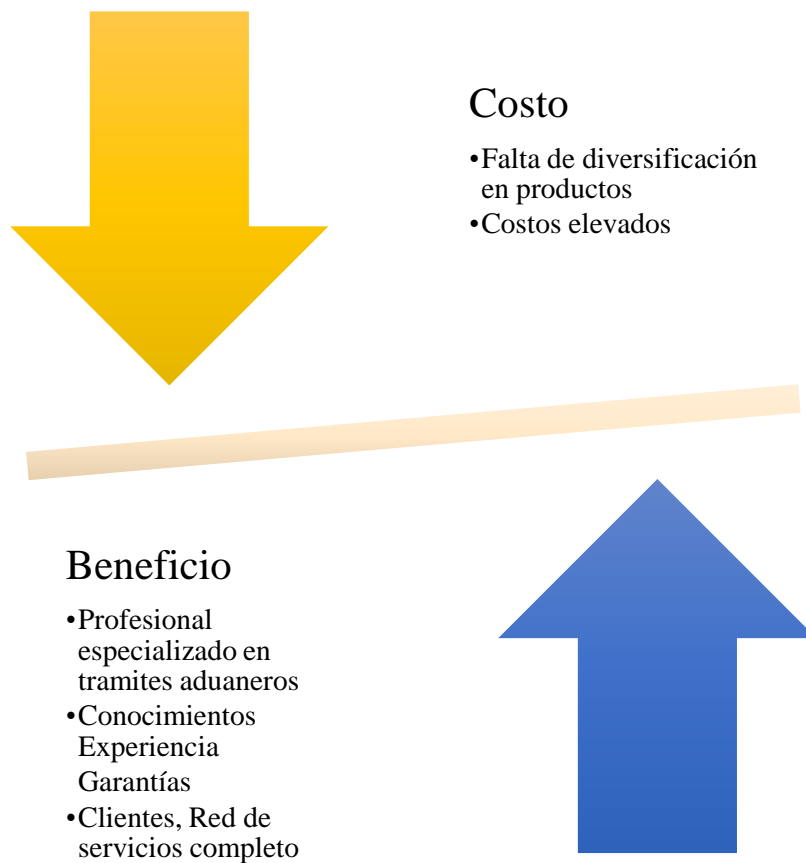 Costo
•Falta de diversificación
en productos
•Costos elevados
Beneficio
•Profesional
especializado en
tramites aduaneros
•Conocimientos
Experiencia
Garantías
•Clientes, Red de
servicios completo